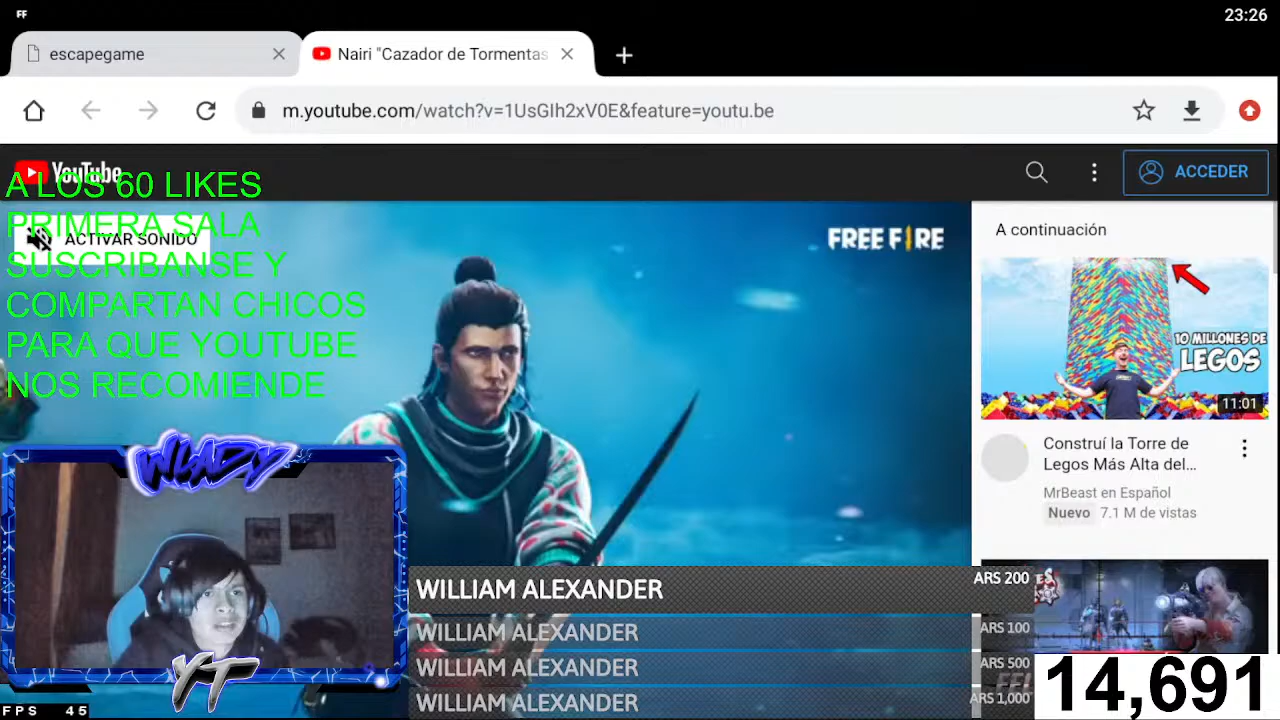 FF
23:26
escapegame
Nairi "Cazador de Tormentas
m.youtube.com/watch?v=1UsGIh2xV0E&feature=youtu.be
YouTube
ACCEDER
A LOS 60 LIKES
PRIMERA SALA
SUSCRIBANSE Y
COMPARTAN CHICOS
PARA QUE YOUTUBE
NOS RECOMIENDE
ACTIVAR SONIDO
FREE FIRE
A continuación
10 MILLONES DE
LEGOS
11:01
Construí la Torre de
Legos Más Alta del...
MrBeast en Español
Nuevo 7.1 M de vistas
WLADY
YT
WILLIAM ALEXANDER ARS 200
WILLIAM ALEXANDER ARS 100
WILLIAM ALEXANDER ARS 500
WILLIAM ALEXANDER ARS 1,000
14,691
FPS 45